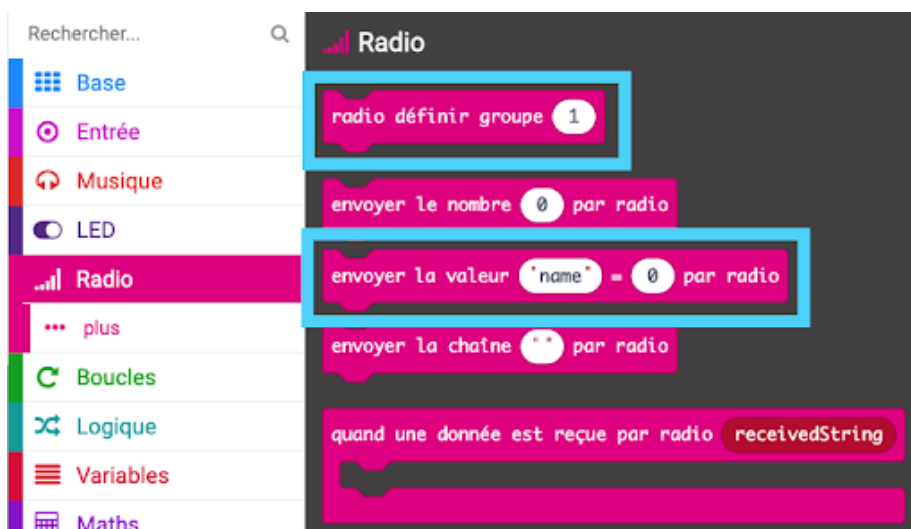 Rechercher...
Base
Entrée
Musique
LED
Radio
plus
Boucles
Logique
Variables
Maths
Radio
radio définir groupe 1
envoyer le nombre 0 par radio
envoyer la valeur "name" = 0 par radio
envoyer la chaîne " " par radio
quand une donnée est reçue par radio receivedString